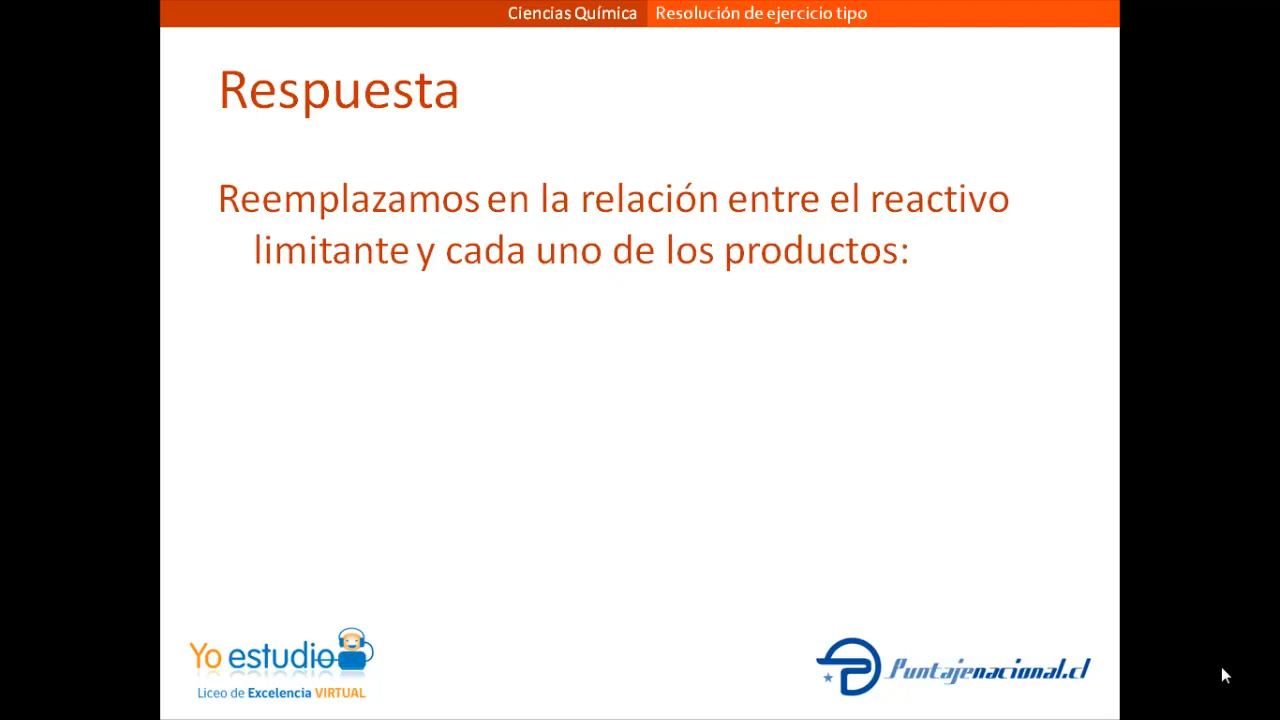 Ciencias Química Resolución de ejercicio tipo
Respuesta
Reemplazamos en la relación entre el reactivo
limitante y cada uno de los productos:
Yo estudio
Liceo de Excelencia VIRTUAL
Puntajenacional.cl